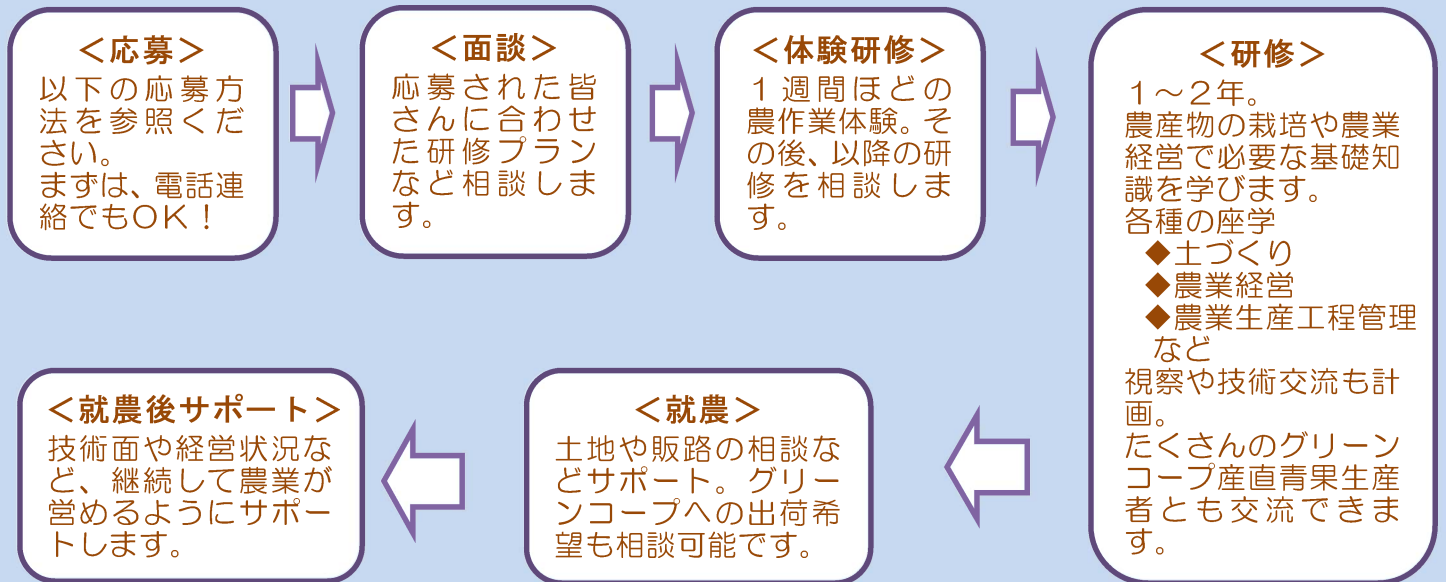 ＜応募＞
以下の応募方
法を参照くだ
さい。
まずは、電話連
絡でもOK！
＜面談＞
応募された皆
さんに合わせ
た研修プラン
など相談しま
す。
＜体験研修＞
１週間ほどの
農作業体験。そ
の後、以降の研
修を相談しま
す。
＜研修＞
１～２年。
農産物の栽培や農業
経営で必要な基礎知
識を学びます。
各種の座学
◆土づくり
◆農業経営
◆農業生産工程管理
など
視察や技術交流も計
画。
たくさんのグリーン
コープ産直青果生産
者とも交流できま
す。
＜就農＞
土地や販路の相談な
どサポート。グリー
ンコープへの出荷希
望も相談可能です。
＜就農後サポート＞
技術面や経営状況な
ど、継続して農業が
営めるようにサポー
トします。